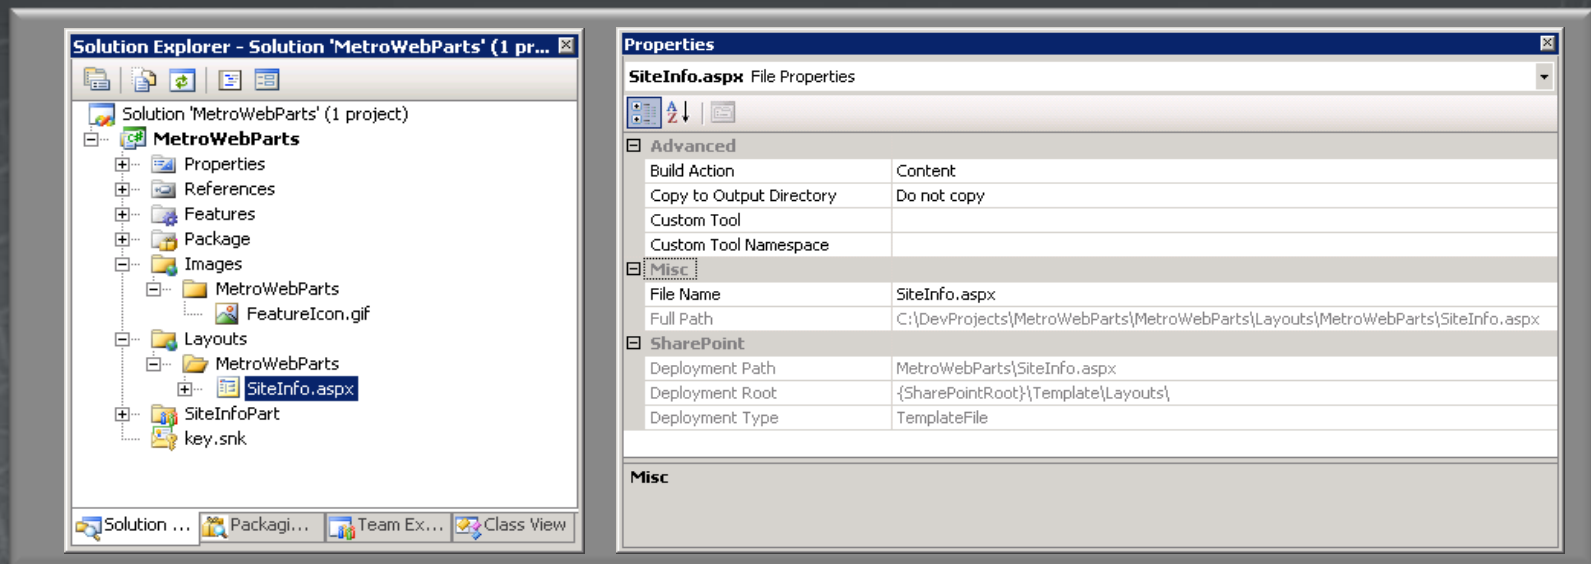 Solution Explorer - Solution 'MetroWebParts' (1 pr...
Solution 'MetroWebParts' (1 project)
MetroWebParts
Properties
References
Features
Package
Images
MetroWebParts
FeatureIcon.gif
Layouts
MetroWebParts
SiteInfo.aspx
SiteInfoPart
key.snk
Solution ... Packagi... Team Ex... Class View
Properties
SiteInfo.aspx File Properties
Advanced
Build Action Content
Copy to Output Directory Do not copy
Custom Tool
Custom Tool Namespace
Misc
File Name SiteInfo.aspx
Full Path C:\DevProjects\MetroWebParts\MetroWebParts\Layouts\MetroWebParts\SiteInfo.aspx
SharePoint
Deployment Path MetroWebParts\SiteInfo.aspx
Deployment Root {SharePointRoot}\Template\Layouts\
Deployment Type TemplateFile
Misc